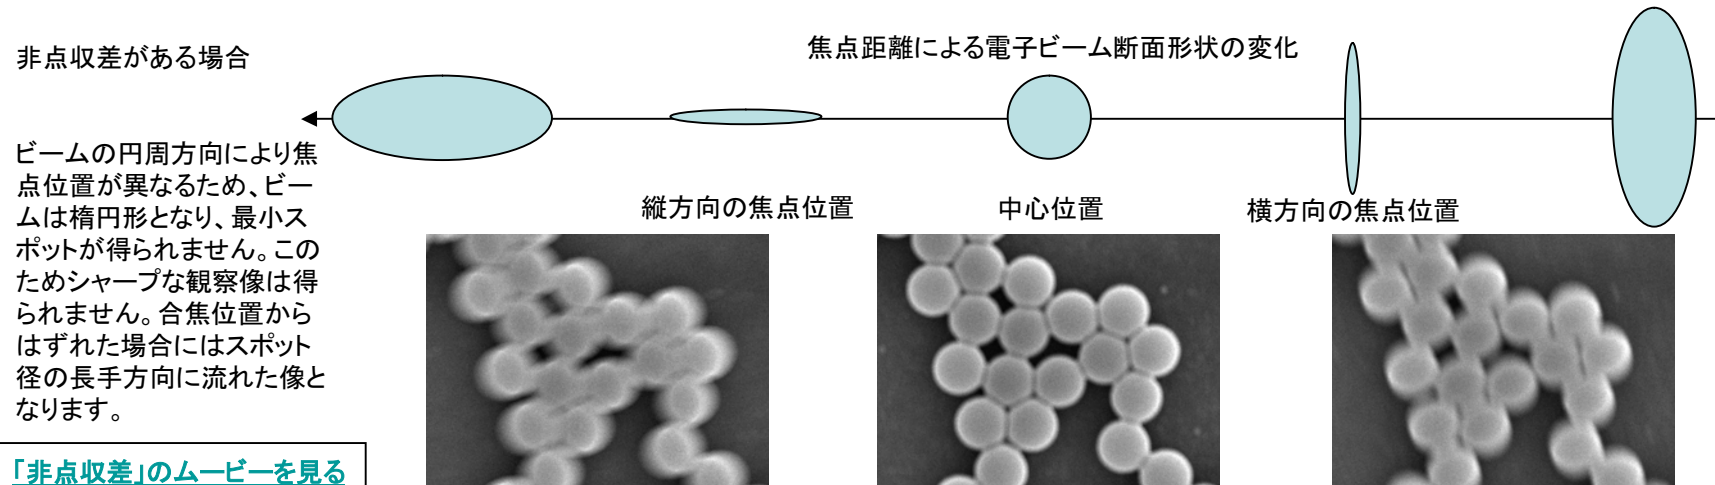 非点収差がある場合
焦点距離による電子ビーム断面形状の変化
ビームの円周方向により焦
点位置が異なるため、ビー
ムは楕円形となり、最小ス
ポットが得られません。この
ためシャープな観察像は得
られません。合焦位置から
はずれた場合にはスポット
径の長手方向に流れた像と
なります。
縦方向の焦点位置
中心位置
横方向の焦点位置
「非点収差」のムービーを見る